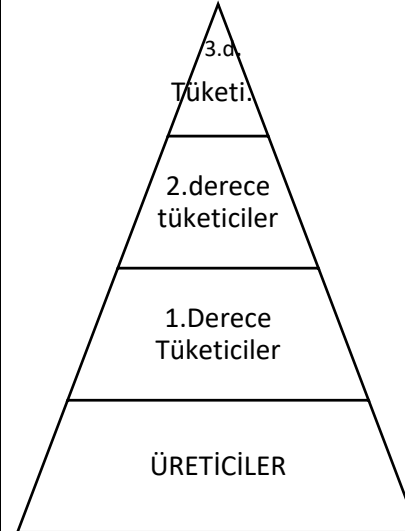 3.d.
Tüketi.
2.derece
tüketiciler
1.Derece
Tüketiciler
ÜRETİCİLER